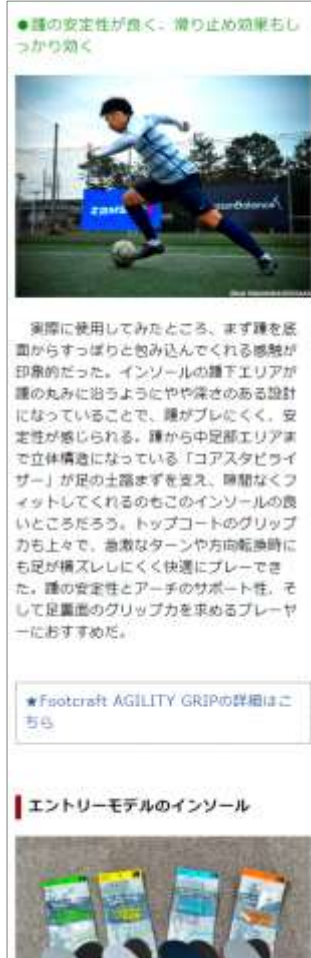 ●踵の安定性が良く、滑り止め効果もし
っかり効く
実際に使用してみたところ、まず踵を底
面からすっぽりと包み込んでくれる感触が
印象的だった。インソールの踵下エリアが
踵の丸みに沿うようにやや深さのある設計
になっていることで、踵がブレにくく、安
定性が感じられる。踵から中足部エリアま
で立体構造になっている「コアスタビライ
ザー」が足の土踏まずを支え、隙間なくフ
ィットしてくれるのもこのインソールの良
いところだろう。トップコートのグリップ
力も上々で、急激なターンや方向転換時に
も足が横ズレしにくく快適にプレーでき
た。踵の安定性とアーチのサポート性、そ
して足裏面のグリップ力を求めるプレーヤ
ーにおすすめだ。
★Footcraft AGILITY GRIPの詳細はこ
ちら
エントリーモデルのインソール